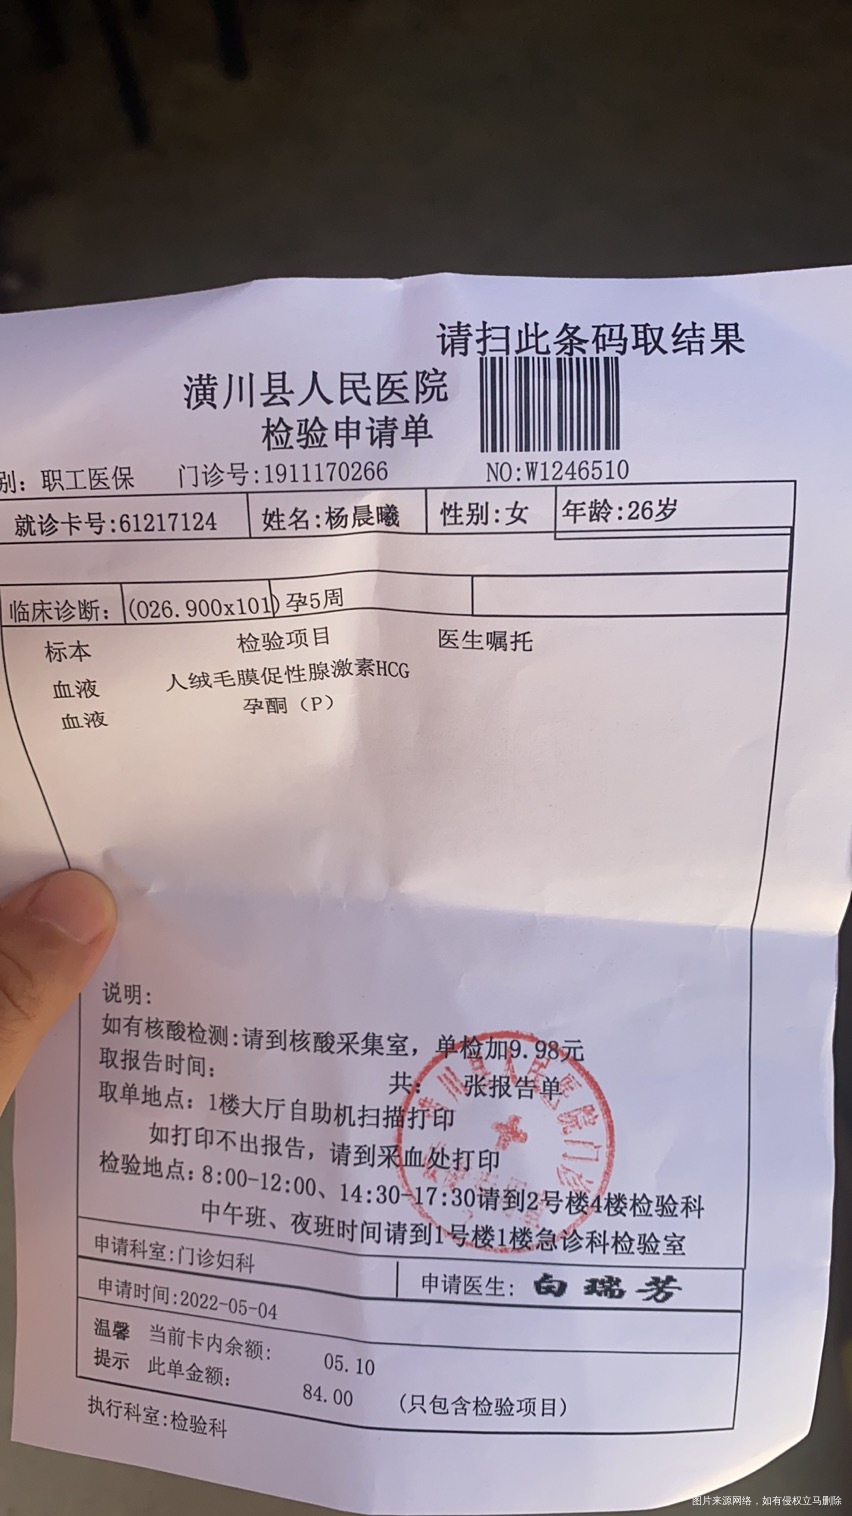 请扫此条码取结果
潢川县人民医院
检验申请单
别: 职工医保 门诊号:1911170266 NO:W1246510
就诊卡号:61217124 姓名:杨晨曦 性别:女 年龄:26岁
临床诊断: (O26.900x101) 孕5周
标本 检验项目 医生嘱托
血液 人绒毛膜促性腺激素HCG
血液 孕酮（P）
说明:
如有核酸检测:请到核酸采集室，单检加9.98元
取报告时间: 共: 张报告单
取单地点: 1楼大厅自助机扫描打印
如打印不出报告，请到采血处打印
检验地点: 8:00-12:00、14:30-17:30请到2号楼4楼检验科
中午班、夜班时间请到1号楼1楼急诊科检验室
申请科室:门诊妇科 申请医生: 白瑞芳
申请时间:2022-05-04
温馨 当前卡内余额: 05.10
提示 此单金额: 84.00 (只包含检验项目)
执行科室:检验科
图片来源网络，如有侵权立马删除